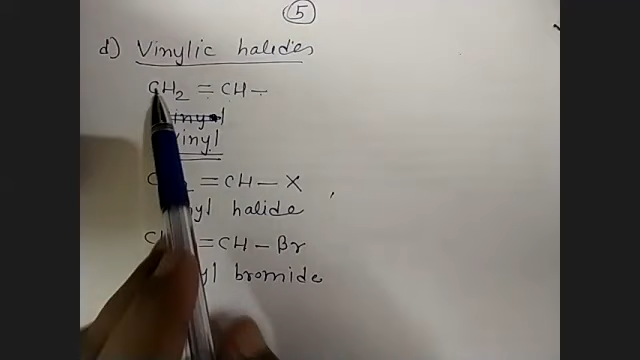 5
d) Vinylic halides
CH2 = CH -
vinyl
= CH - X
halide
= CH - Br
bromide